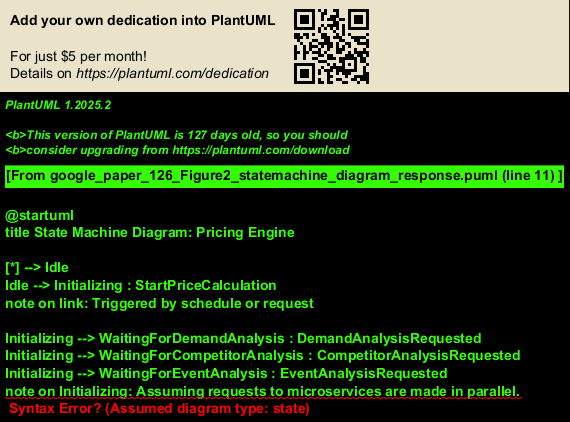 Add your own dedication into PlantUML
For just $5 per month!
Details on https://plantuml.com/dedication
PlantUML 1.2025.2
<b>This version of PlantUML is 127 days old, so you should
<b>consider upgrading from https://plantuml.com/download
[From google_paper_126_Figure2_statemachine_diagram_response.puml (line 11) ]
@startuml
title State Machine Diagram: Pricing Engine
[*] --> Idle
Idle --> Initializing : StartPriceCalculation
note on link: Triggered by schedule or request
Initializing --> WaitingForDemandAnalysis : DemandAnalysisRequested
Initializing --> WaitingForCompetitorAnalysis : CompetitorAnalysisRequested
Initializing --> WaitingForEventAnalysis : EventAnalysisRequested
note on Initializing: Assuming requests to microservices are made in parallel.
Syntax Error? (Assumed diagram type: state)